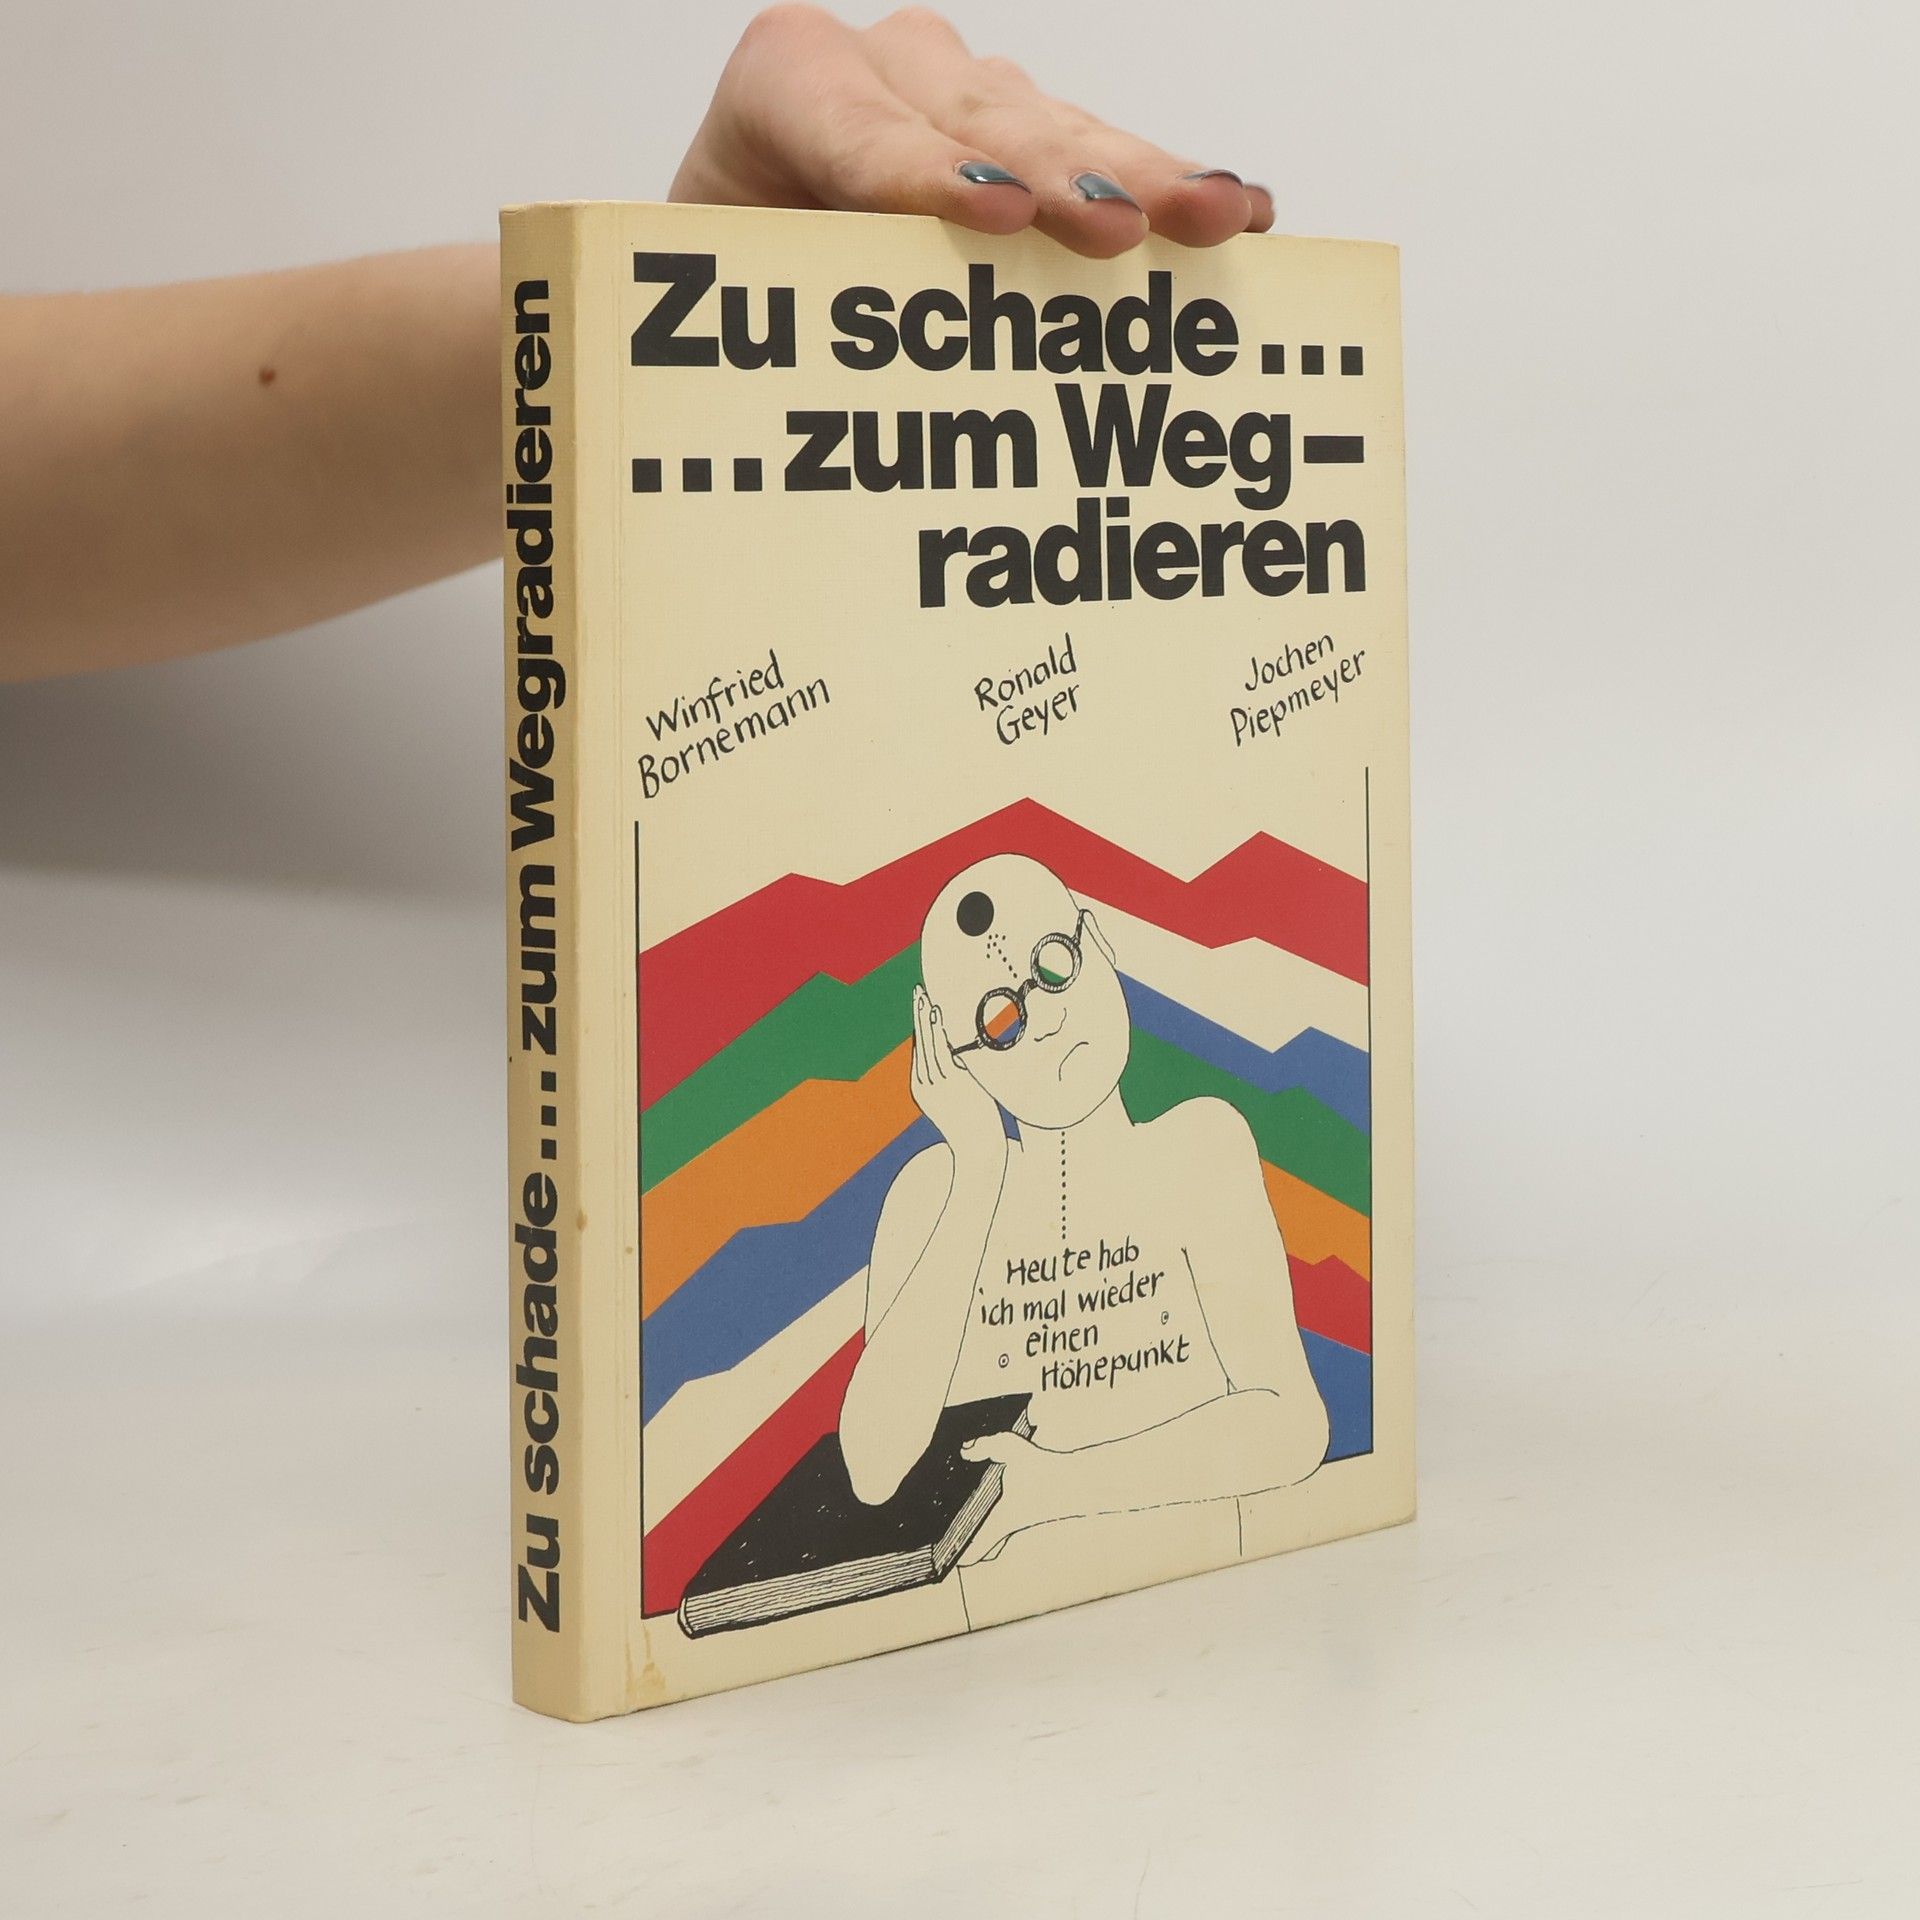 Zu schade ... zum Wegradieren
Zu schade ...
... zum Weg-
radieren
Winfried
Bornemann
Ronald
Geyer
Jochen
Piepmeyer
Heute hab
ich mal wieder
einen
Höhepunkt